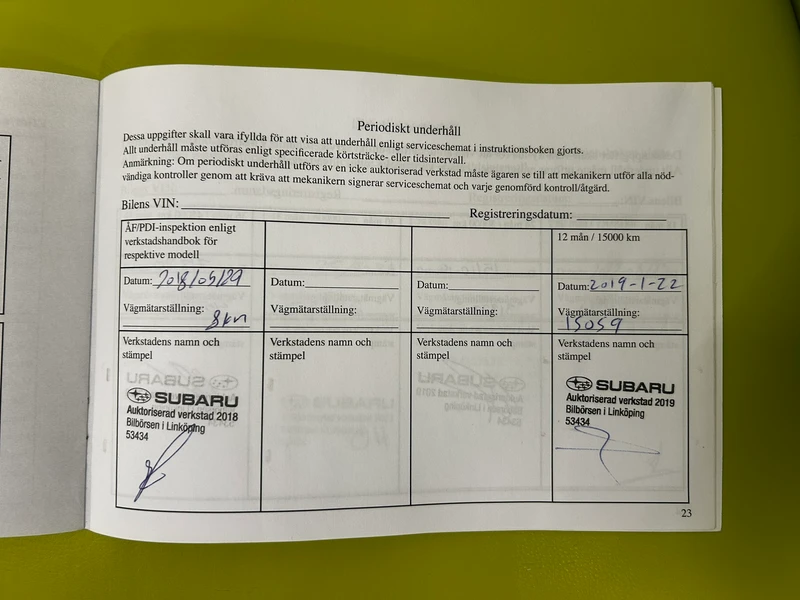 Periodiskt underhåll
Dessa uppgifter skall vara ifyllda för att visa att underhåll enligt serviceschemat i instruktionsboken gjorts.
Allt underhåll måste utföras enligt specificerade körtsträcke- eller tidsintervall.
Anmärkning: Om periodiskt underhåll utförs av en icke auktoriserad verkstad måste ägaren se till att mekanikern utför alla nöd-
vändiga kontroller genom att kräva att mekanikern signerar serviceschemat och varje genomförd kontroll/åtgärd.
Bilens VIN: Registreringsdatum:
ÅF/PDI-inspektion enligt
verkstadshandbok för
respektive modell
12 mån / 15000 km
Datum: 2018/05/29
Datum:
Datum:
Datum: 2019-1-22
Vägmätarställning:
8km
Vägmätarställning:
Vägmätarställning:
Vägmätarställning:
15059
Verkstadens namn och
stämpel
Verkstadens namn och
stämpel
Verkstadens namn och
stämpel
Verkstadens namn och
stämpel
SUBARU
Auktoriserad verkstad 2018
Bilbörsen i Linköping
53434
SUBARU
Auktoriserad verkstad 2019
Bilbörsen i Linköping
53434
23